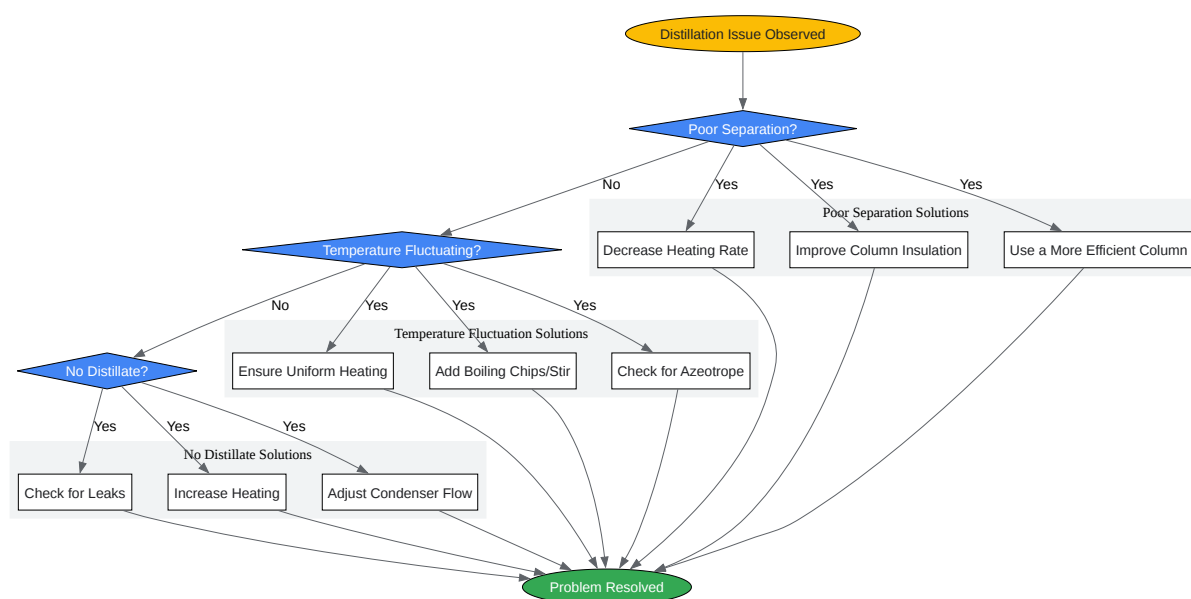 Distillation Issue Observed
Poor Separation?
No
Yes
Yes
Yes
Poor Separation Solutions
Temperature Fluctuating?
Decrease Heating Rate
Improve Column Insulation
Use a More Efficient Column
No
Yes
Yes
Yes
Temperature Fluctuation Solutions
No Distillate?
Ensure Uniform Heating
Add Boiling Chips/Stir
Check for Azeotrope
Yes
Yes
Yes
No Distillate Solutions
Check for Leaks
Increase Heating
Adjust Condenser Flow
Problem Resolved